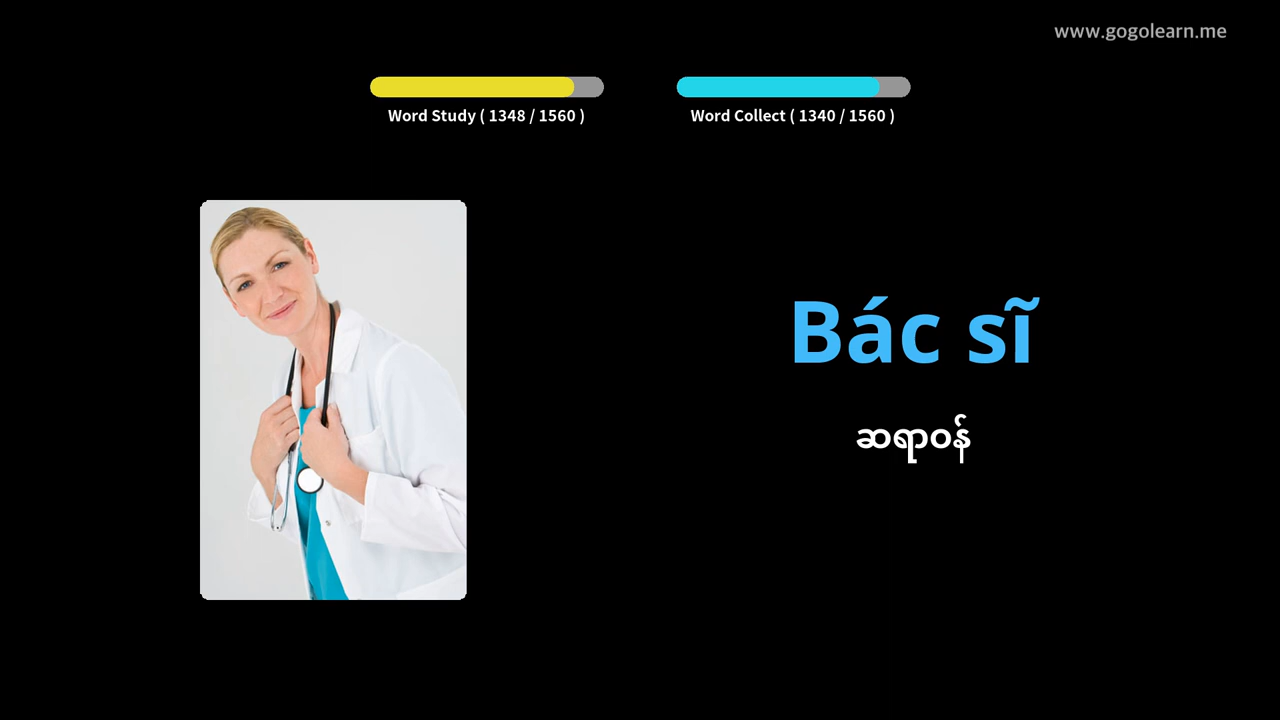 www.gogolearn.me
Word Study ( 1348 / 1560 )
Word Collect ( 1340 / 1560 )
Bác sĩ
ဆရာဝန်